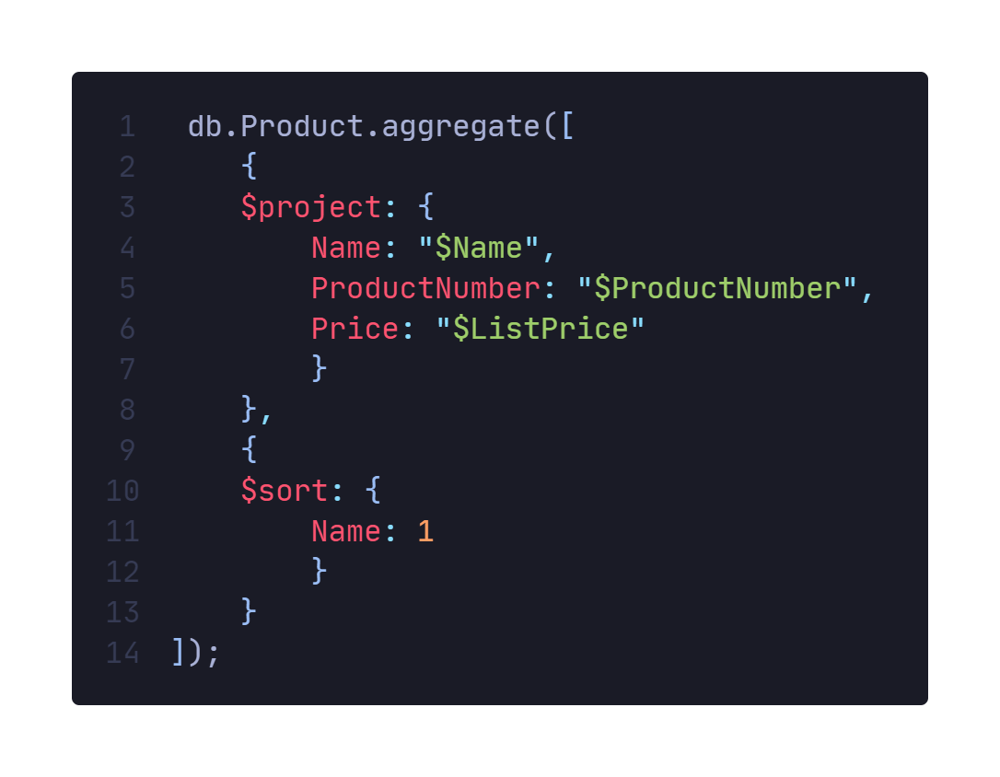 1 db.Product.aggregate([
2 {
3 $project: {
4 Name: "$Name",
5 ProductNumber: "$ProductNumber",
6 Price: "$ListPrice"
7 }
8 },
9 {
10 $sort: {
11 Name: 1
12 }
13 }
14 ]);